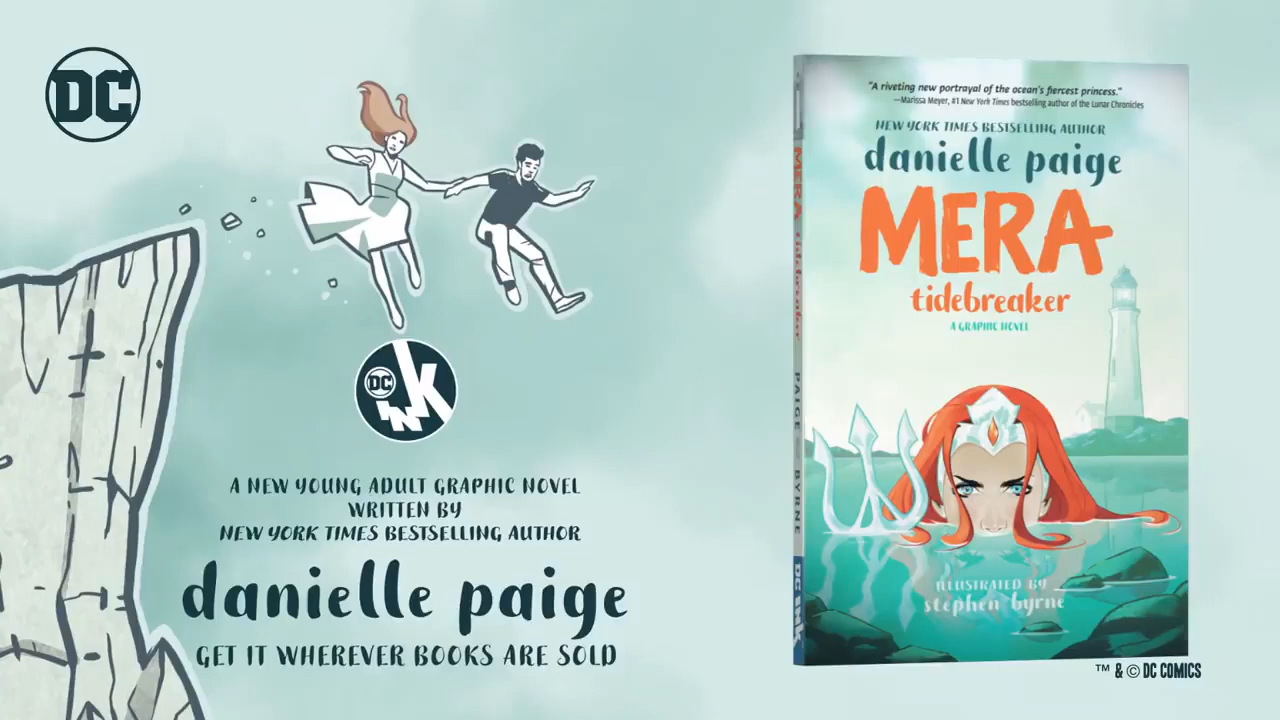 DC
DC
INK
A NEW YOUNG ADULT GRAPHIC NOVEL
WRITTEN BY
NEW YORK TIMES BESTSELLING AUTHOR
danielle paige
GET IT WHEREVER BOOKS ARE SOLD
MERA tidebreaker PAIGE BYRNE DC INK
"A riveting new portrayal of the ocean's fiercest princess."
—Marissa Meyer, #1 New York Times bestselling author of the Lunar Chronicles
NEW YORK TIMES BESTSELLING AUTHOR
danielle paige
MERA
tidebreaker
A GRAPHIC NOVEL
ILLUSTRATED BY
stephen byrne
™ & © DC COMICS